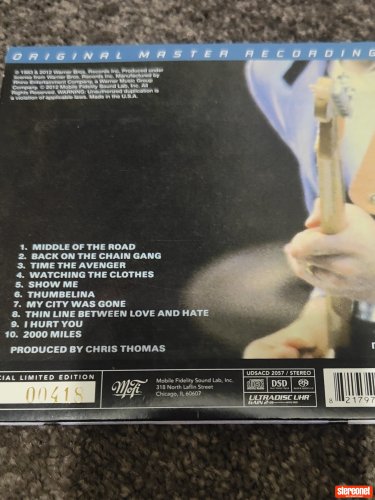 ORIGINAL MASTER RECORDING
℗ 1983 & 2012 Warner Bros. Records Inc. Produced under
license from Warner Bros. Records Inc. Manufactured by
Rhino Entertainment Company, a Warner Music Group
Company. © 2012 Mobile Fidelity Sound Lab, Inc. All
Rights Reserved. WARNING: Unauthorized duplication is
a violation of applicable laws. Made in the U.S.A.
1. MIDDLE OF THE ROAD
2. BACK ON THE CHAIN GANG
3. TIME THE AVENGER
4. WATCHING THE CLOTHES
5. SHOW ME
6. THUMBELINA
7. MY CITY WAS GONE
8. THIN LINE BETWEEN LOVE AND HATE
9. I HURT YOU
10. 2000 MILES
PRODUCED BY CHRIS THOMAS
CIAL LIMITED EDITION
00418
MoFi
Mobile Fidelity Sound Lab, Inc.
318 North Laflin Street
Chicago, IL 60607
UDSACD 2057 / STEREO
DSD
ULTRADISC UHR
GAIN 2
8 21797
stereonet